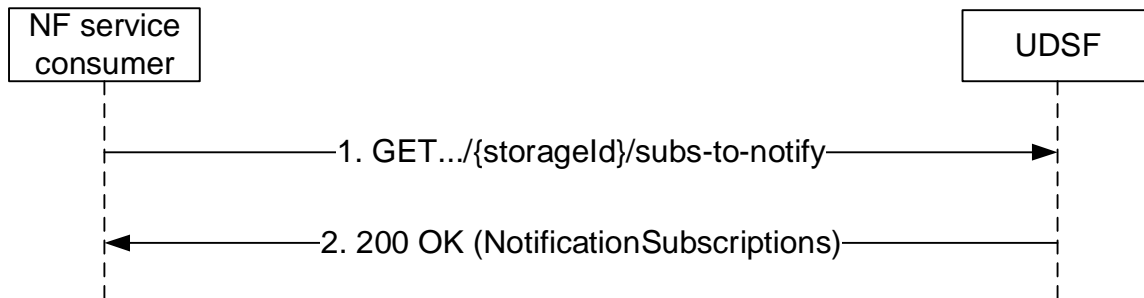 NF service
consumer
UDSF
1. GET.../{storageId}/subs-to-notify
2. 200 OK (NotificationSubscriptions)